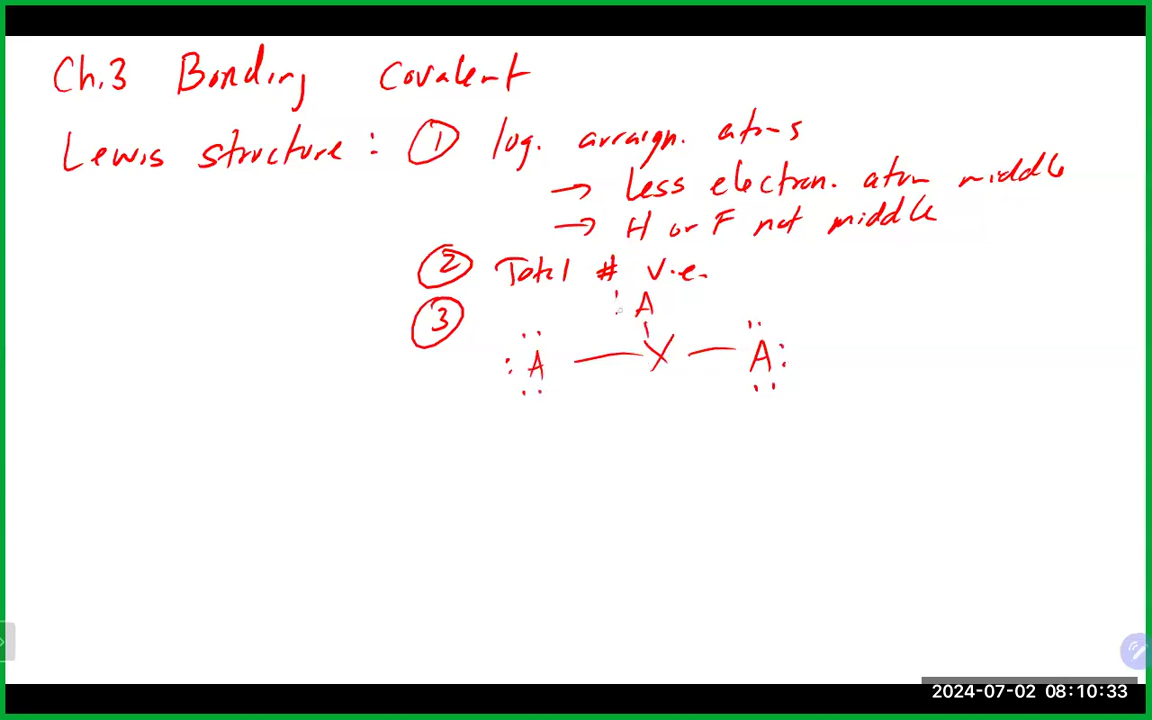 Ch.3 Bonding Covalent
Lewis structure : ① log. arraign. atoms
→ less electron. atom middle
→ H or F not middle
② Total # v.e.
③
: A
|
: A — X — A :
2024-07-02 08:10:33